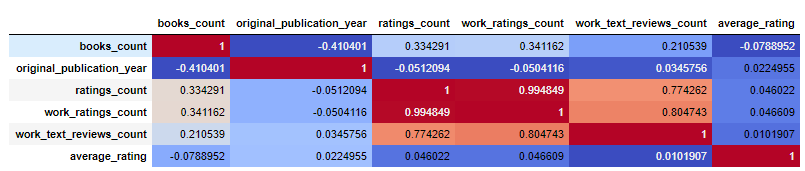 books_count original_publication_year ratings_count work_ratings_count work_text_reviews_count average_rating
books_count 1 -0.410401 0.334291 0.341162 0.210539 -0.0788952
original_publication_year -0.410401 1 -0.0512094 -0.0504116 0.0345756 0.0224955
ratings_count 0.334291 -0.0512094 1 0.994849 0.774262 0.046022
work_ratings_count 0.341162 -0.0504116 0.994849 1 0.804743 0.046609
work_text_reviews_count 0.210539 0.0345756 0.774262 0.804743 1 0.0101907
average_rating -0.0788952 0.0224955 0.046022 0.046609 0.0101907 1